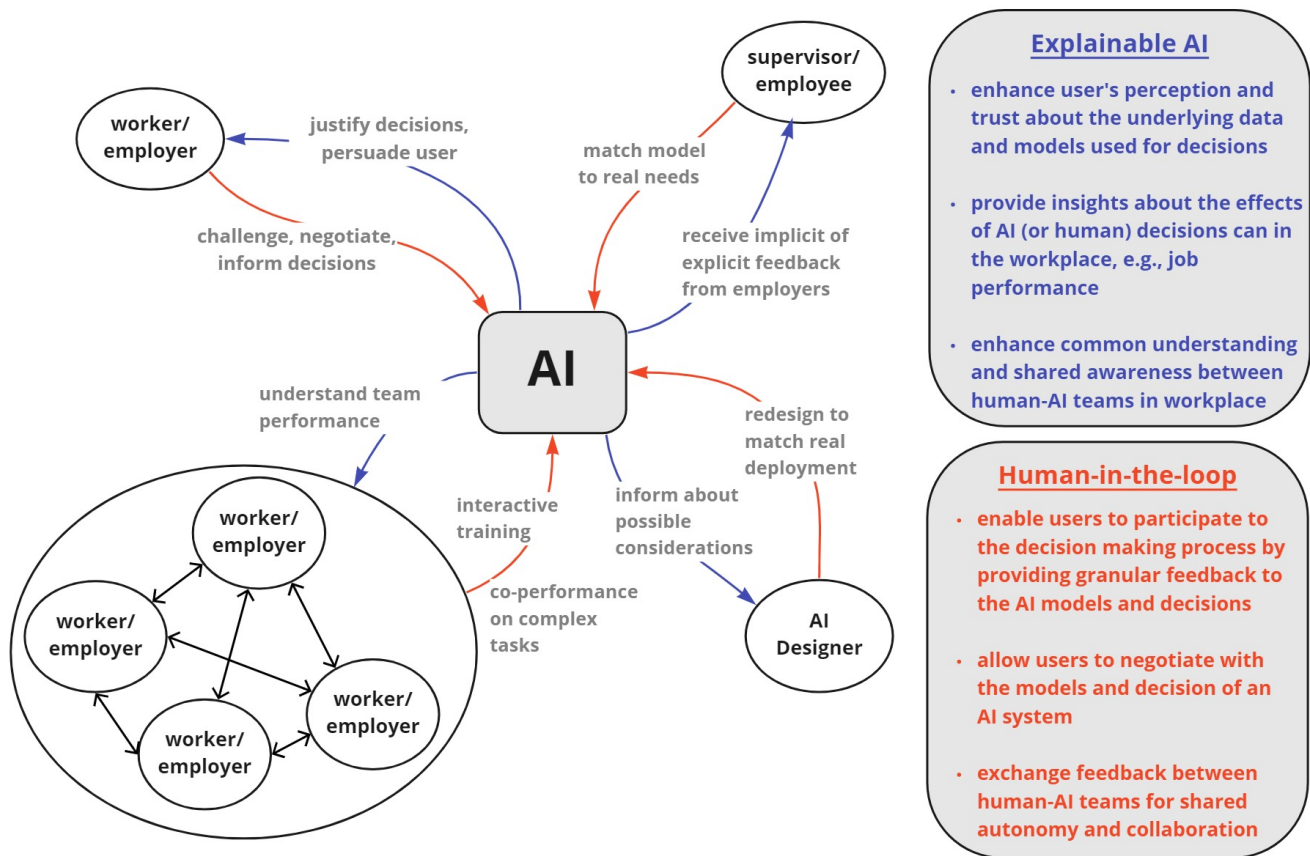 supervisor/
employee
worker/
employer
justify decisions,
persuade user
match model
to real needs
challenge, negotiate,
inform decisions
receive implicit of
explicit feedback
from employers
AI
understand team
performance
redesign to
match real
deployment
interactive
training
inform about
possible
considerations
co-performance
on complex
tasks
worker/
employer
worker/
employer
worker/
employer
worker/
employer
AI
Designer
Explainable AI
· enhance user's perception and
trust about the underlying data
and models used for decisions
· provide insights about the effects
of AI (or human) decisions can in
the workplace, e.g., job
performance
· enhance common understanding
and shared awareness between
human-AI teams in workplace
Human-in-the-loop
· enable users to participate to
the decision making process by
providing granular feedback to
the AI models and decisions
· allow users to negotiate with
the models and decision of an
AI system
· exchange feedback between
human-AI teams for shared
autonomy and collaboration